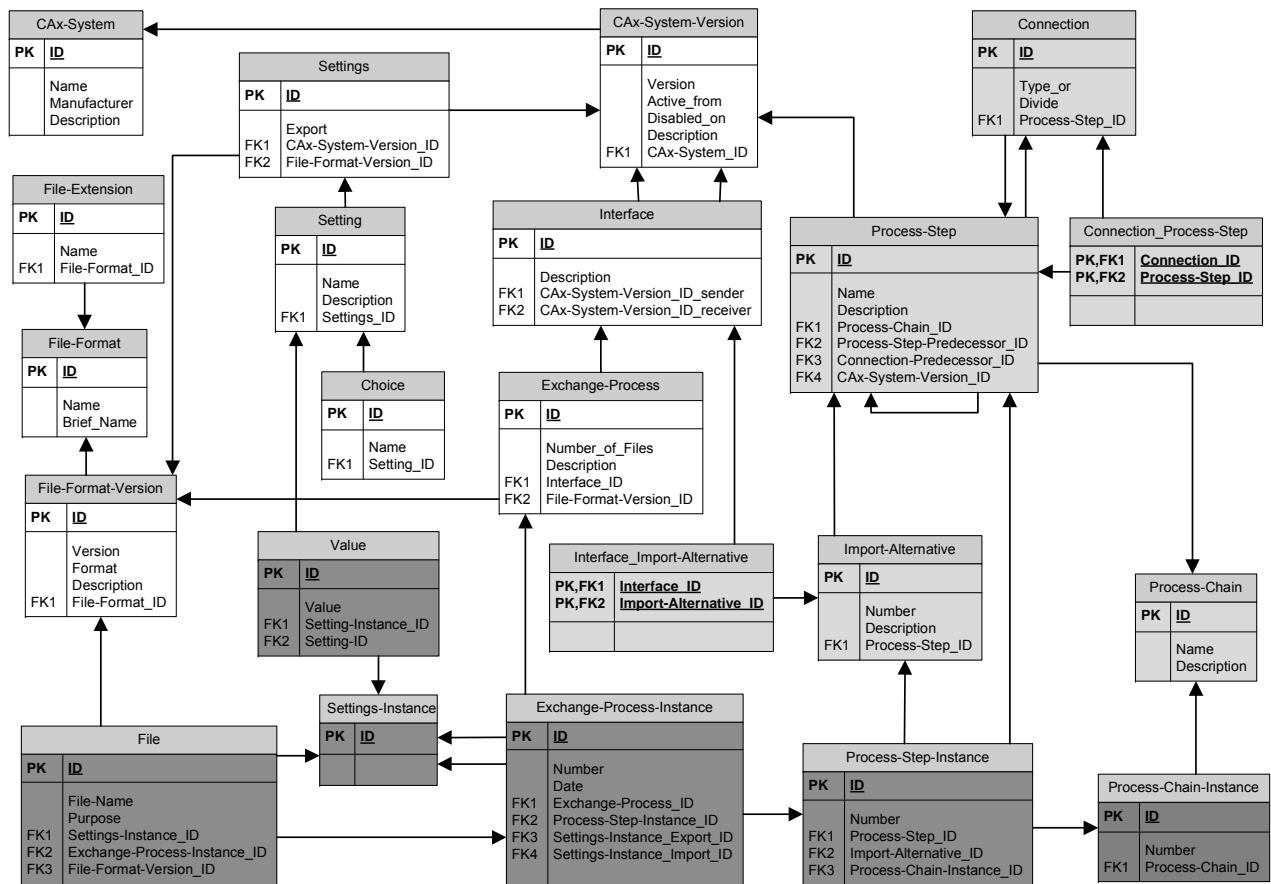 CAx-System
PK ID
Name
Manufacturer
Description
CAx-System-Version
PK ID
Version
Active_from
Disabled_on
Description
FK1 CAx-System_ID
Connection
PK ID
Type_or
Divide
FK1 Process-Step_ID
Settings
PK ID
Export
FK1 CAx-System-Version_ID
FK2 File-Format-Version_ID
File-Extension
PK ID
Name
FK1 File-Format_ID
Setting
PK ID
Name
Description
FK1 Settings_ID
Interface
PK ID
Description
FK1 CAx-System-Version_ID_sender
FK2 CAx-System-Version_ID_receiver
Process-Step
PK ID
Name
Description
FK1 Process-Chain_ID
FK2 Process-Step-Predecessor_ID
FK3 Connection-Predecessor_ID
FK4 CAx-System-Version_ID
Connection_Process-Step
PK,FK1 Connection_ID
PK,FK2 Process-Step_ID
File-Format
PK ID
Name
Brief_Name
Choice
PK ID
Name
FK1 Setting_ID
Exchange-Process
PK ID
Number_of_Files
Description
FK1 Interface_ID
FK2 File-Format-Version_ID
File-Format-Version
PK ID
Version
Format
Description
FK1 File-Format_ID
Value
PK ID
Value
FK1 Setting-Instance_ID
FK2 Setting-ID
Interface_Import-Alternative
PK,FK1 Interface_ID
PK,FK2 Import-Alternative_ID
Import-Alternative
PK ID
Number
Description
FK1 Process-Step_ID
Process-Chain
PK ID
Name
Description
Settings-Instance
PK ID
File
PK ID
File-Name
Purpose
FK1 Settings-Instance_ID
FK2 Exchange-Process-Instance_ID
FK3 File-Format-Version_ID
Exchange-Process-Instance
PK ID
Number
Date
FK1 Exchange-Process_ID
FK2 Process-Step-Instance_ID
FK3 Settings-Instance_Export_ID
FK4 Settings-Instance_Import_ID
Process-Step-Instance
PK ID
Number
FK1 Process-Step_ID
FK2 Import-Alternative_ID
FK3 Process-Chain-Instance_ID
Process-Chain-Instance
PK ID
Number
FK1 Process-Chain_ID